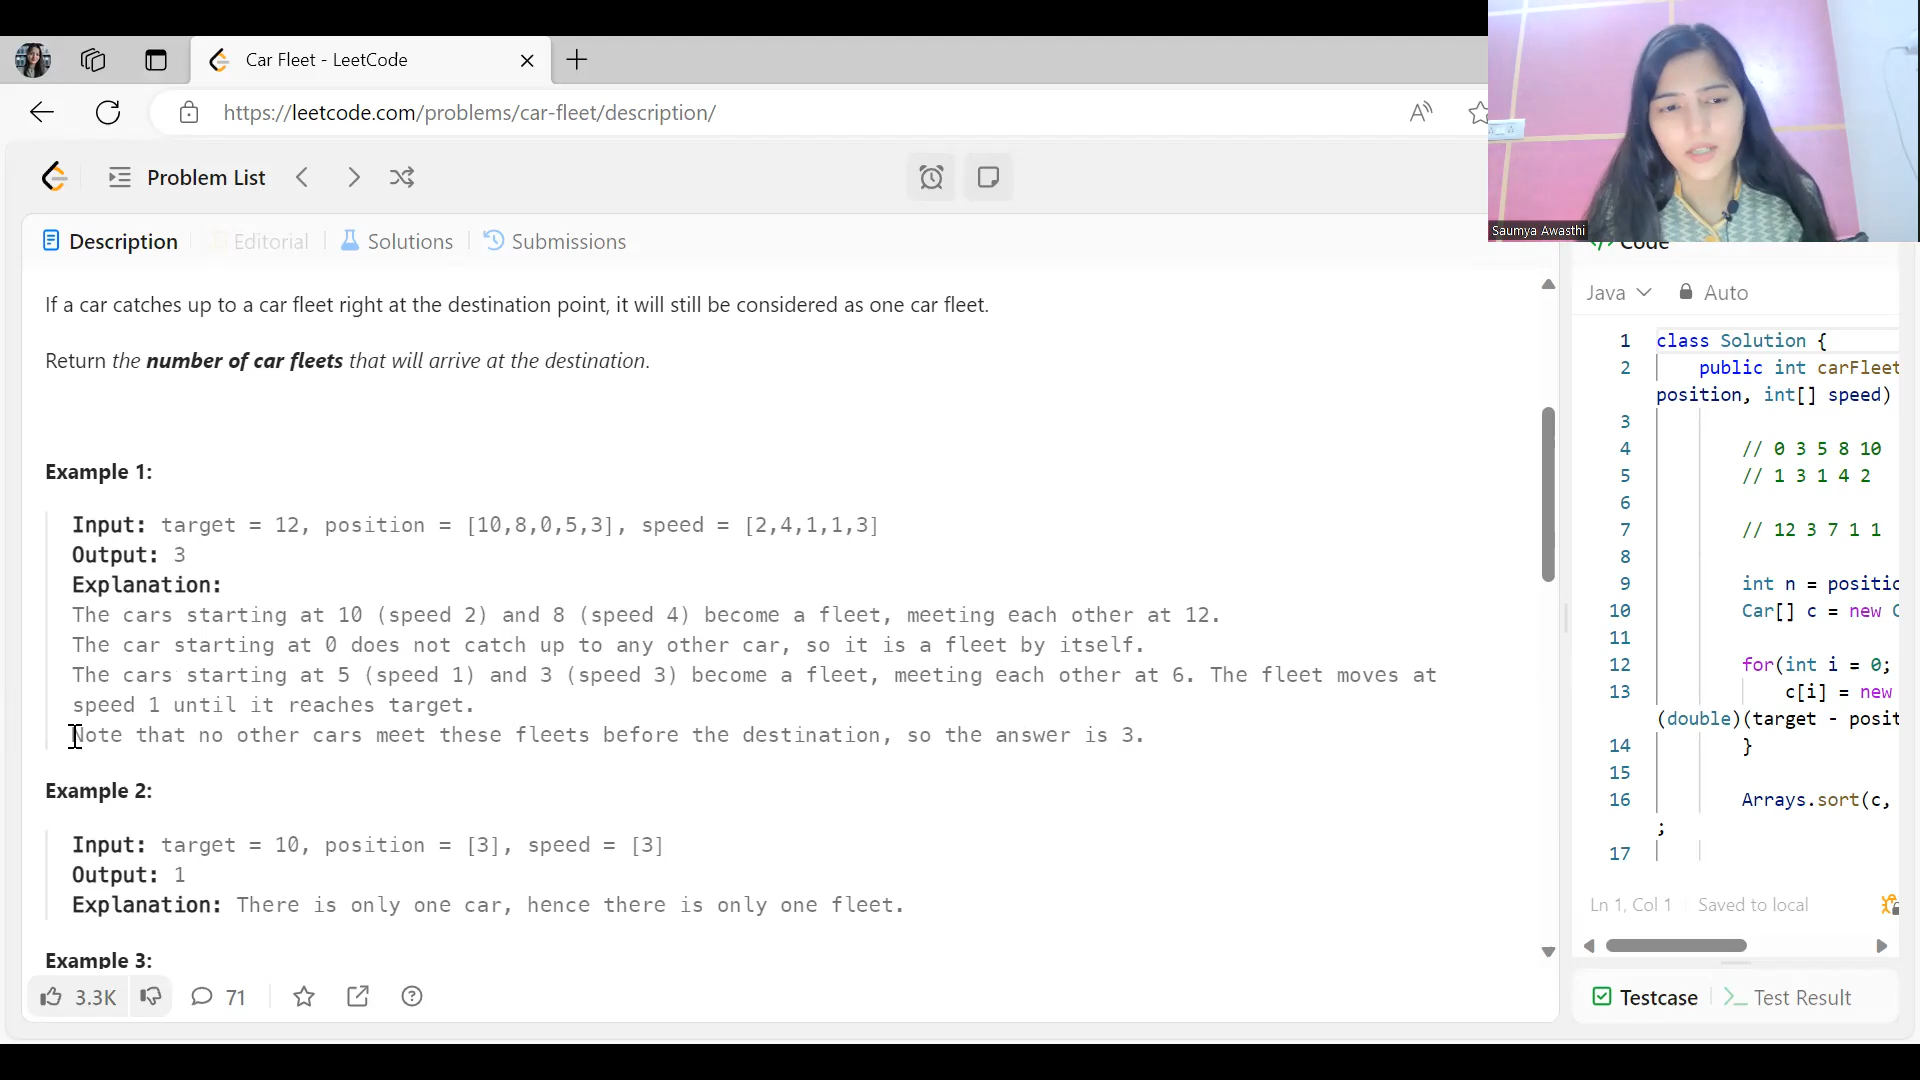 Car Fleet - LeetCode
https://leetcode.com/problems/car-fleet/description/
Saumya Awasthi
Problem List
Description
Editorial
Solutions
Submissions
If a car catches up to a car fleet right at the destination point, it will still be considered as one car fleet.
Return the number of car fleets that will arrive at the destination.
Example 1:
Input: target = 12, position = [10,8,0,5,3], speed = [2,4,1,1,3]
Output: 3
Explanation:
The cars starting at 10 (speed 2) and 8 (speed 4) become a fleet, meeting each other at 12.
The car starting at 0 does not catch up to any other car, so it is a fleet by itself.
The cars starting at 5 (speed 1) and 3 (speed 3) become a fleet, meeting each other at 6. The fleet moves at
speed 1 until it reaches target.
Note that no other cars meet these fleets before the destination, so the answer is 3.
Example 2:
Input: target = 10, position = [3], speed = [3]
Output: 1
Explanation: There is only one car, hence there is only one fleet.
Example 3:
3.3K
71
Code
Java
Auto
1 class Solution {
2 public int carFleet
position, int[] speed)
3
4 // 0 3 5 8 10
5 // 1 3 1 4 2
6
7 // 12 3 7 1 1
8
9 int n = positio
10 Car[] c = new C
11
12 for(int i = 0;
13 c[i] = new
(double)(target - posit
14 }
15
16 Arrays.sort(c,
;
17
Ln 1, Col 1
Saved to local
Testcase
Test Result